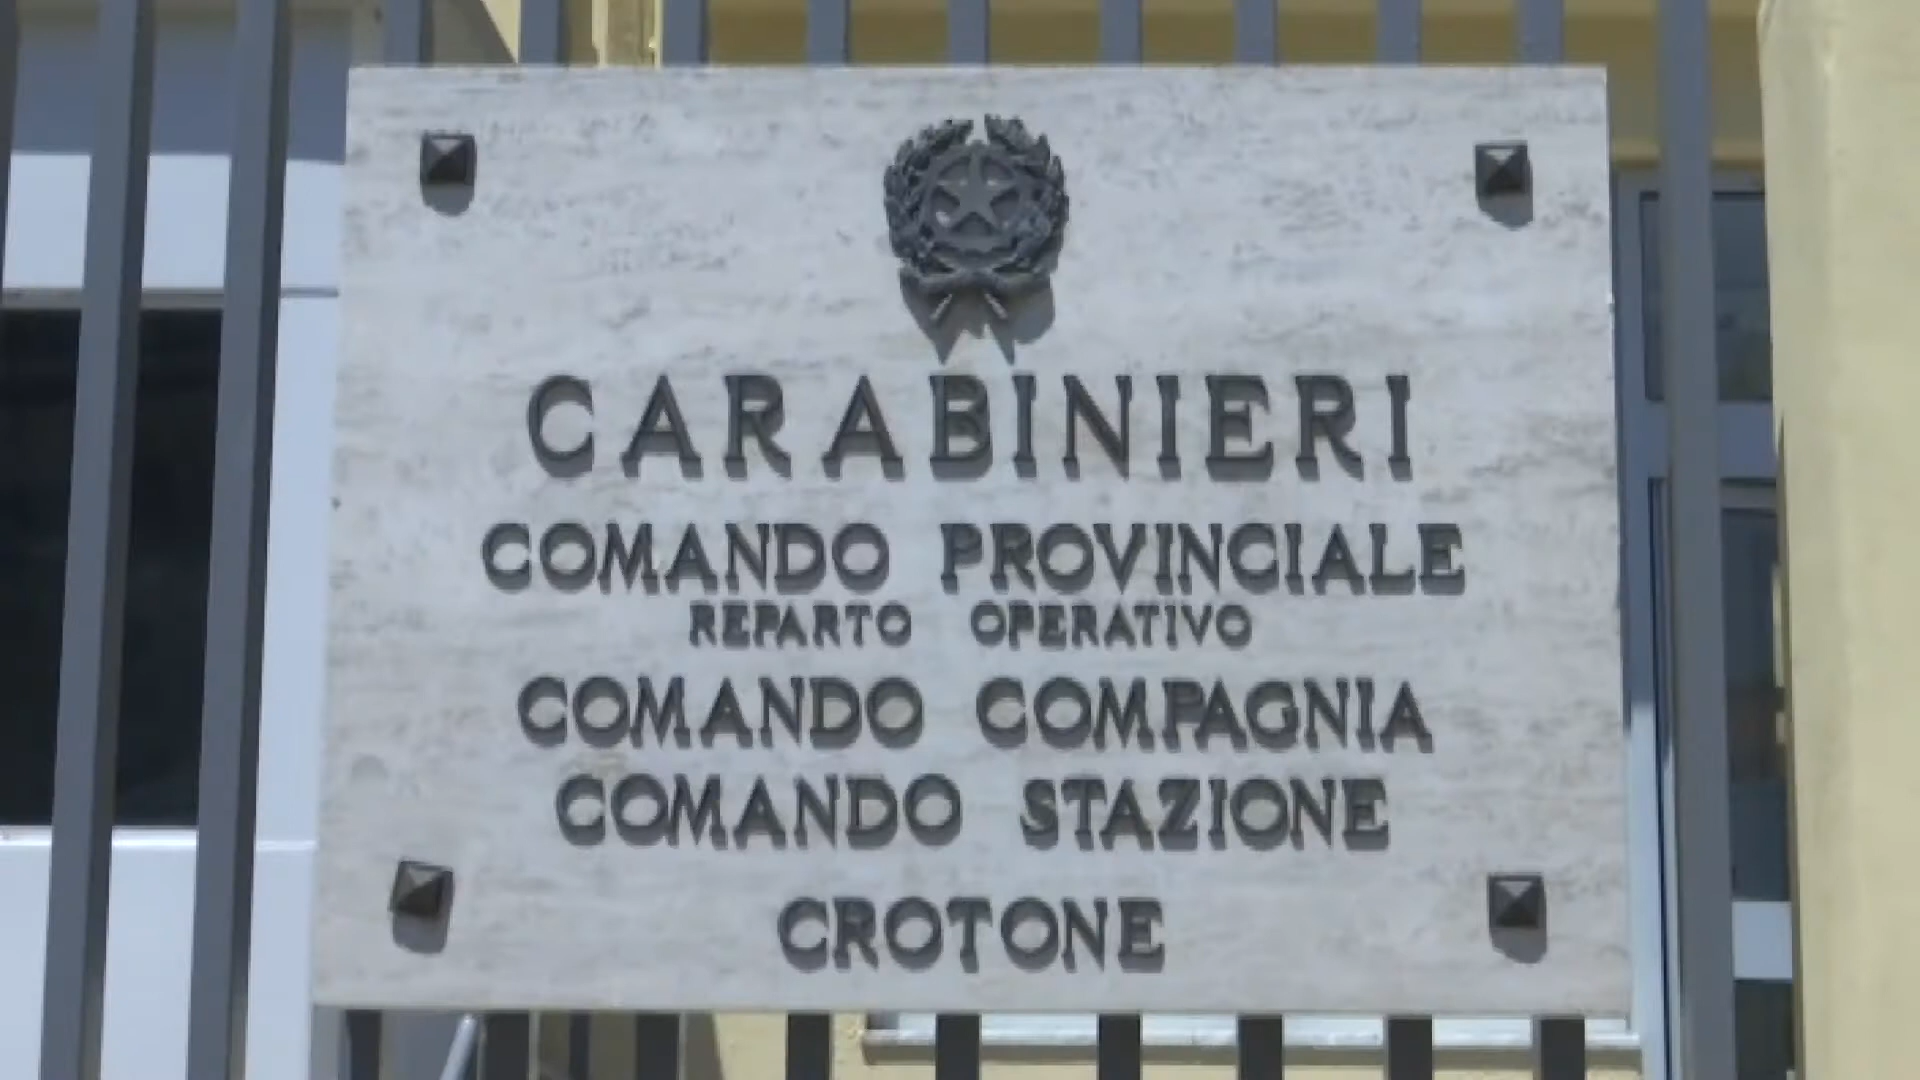 CARABINIERI
COMANDO PROVINCIALE
REPARTO OPERATIVO
COMANDO COMPAGNIA
COMANDO STAZIONE
CROTONE